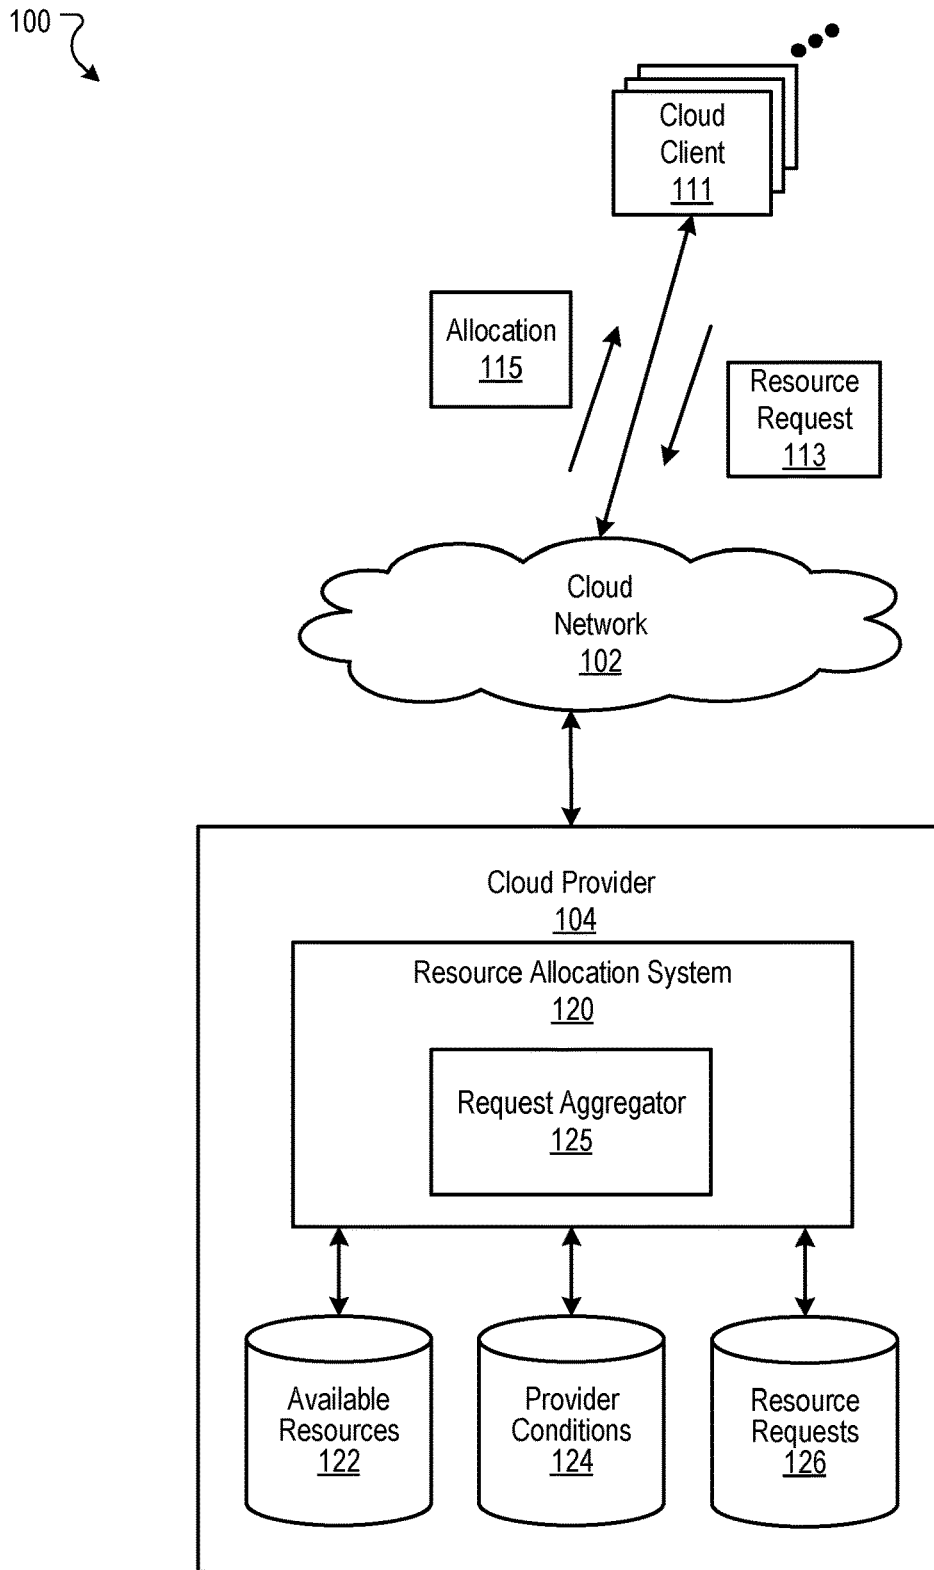 100
Cloud
Client
111
Allocation
115
Resource
Request
113
Cloud
Network
102
Cloud Provider
104
Resource Allocation System
120
Request Aggregator
125
Available
Resources
122
Provider
Conditions
124
Resource
Requests
126